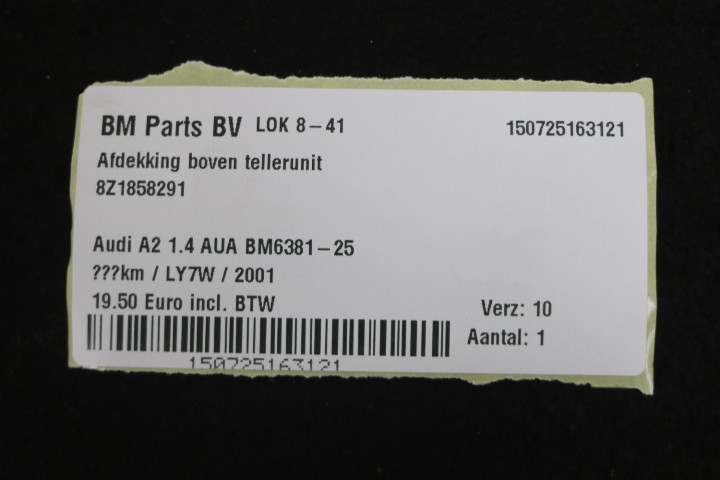 BM Parts BV LOK 8-41 150725163121
Afdekking boven tellerunit
8Z1858291
Audi A2 1.4 AUA BM6381-25
???km / LY7W / 2001
19.50 Euro incl. BTW Verz: 10
Aantal: 1
150725163121